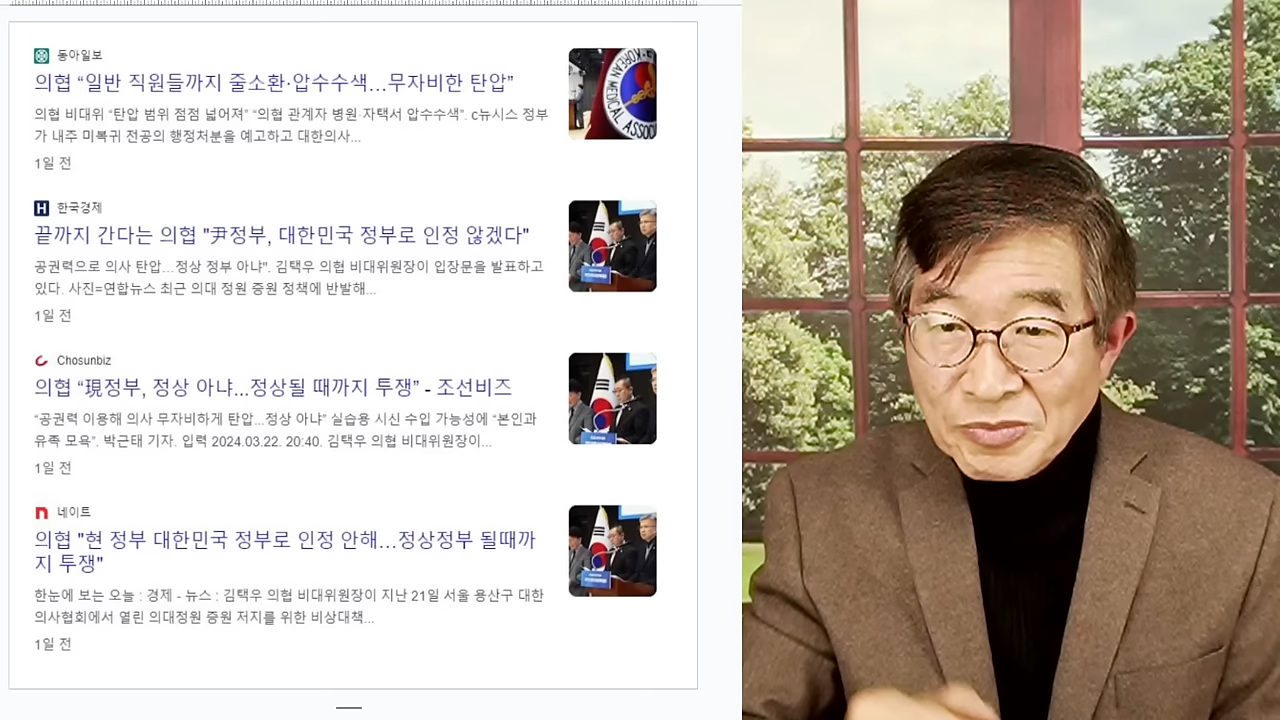 동아일보
의협 “일반 직원들까지 줄소환·압수수색…무자비한 탄압”
의협 비대위 “탄압 범위 점점 넓어져” “의협 관계자 병원·자택서 압수수색”. c뉴시스 정부
가 내주 미복귀 전공의 행정처분을 예고하고 대한의사...
1일 전
H 한국경제
끝까지 간다는 의협 "尹정부, 대한민국 정부로 인정 않겠다"
공권력으로 의사 탄압…정상 정부 아냐". 김택우 의협 비대위원장이 입장문을 발표하고
있다. 사진=연합뉴스 최근 의대 정원 증원 정책에 반발해...
1일 전
Chosunbiz
의협 “現정부, 정상 아냐...정상될 때까지 투쟁” - 조선비즈
“공권력 이용해 의사 무자비하게 탄압...정상 아냐” 실습용 시신 수입 가능성에 “본인과
유족 모욕”. 박근태 기자. 입력 2024.03.22. 20:40. 김택우 의협 비대위원장이...
1일 전
n 네이트
의협 "현 정부 대한민국 정부로 인정 안해…정상정부 될때까
지 투쟁"
한눈에 보는 오늘 : 경제 - 뉴스 : 김택우 의협 비대위원장이 지난 21일 서울 용산구 대한
의사협회에서 열린 의대정원 증원 저지를 위한 비상대책...
1일 전
KOREAN MEDICAL ASSOC